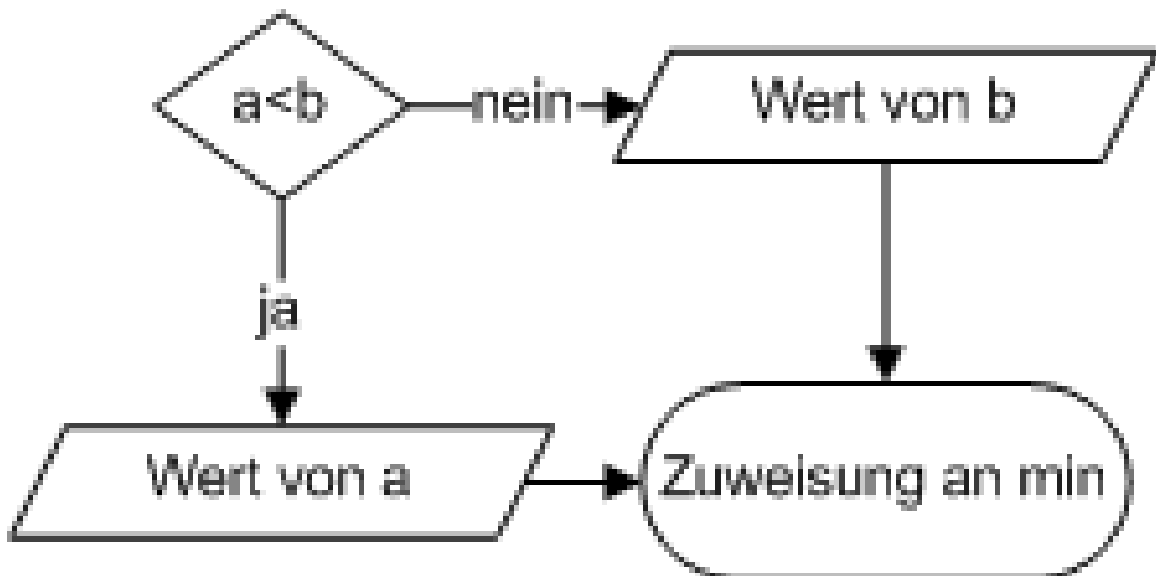 a<b
nein
Wert von b
ja
Wert von a
Zuweisung an min